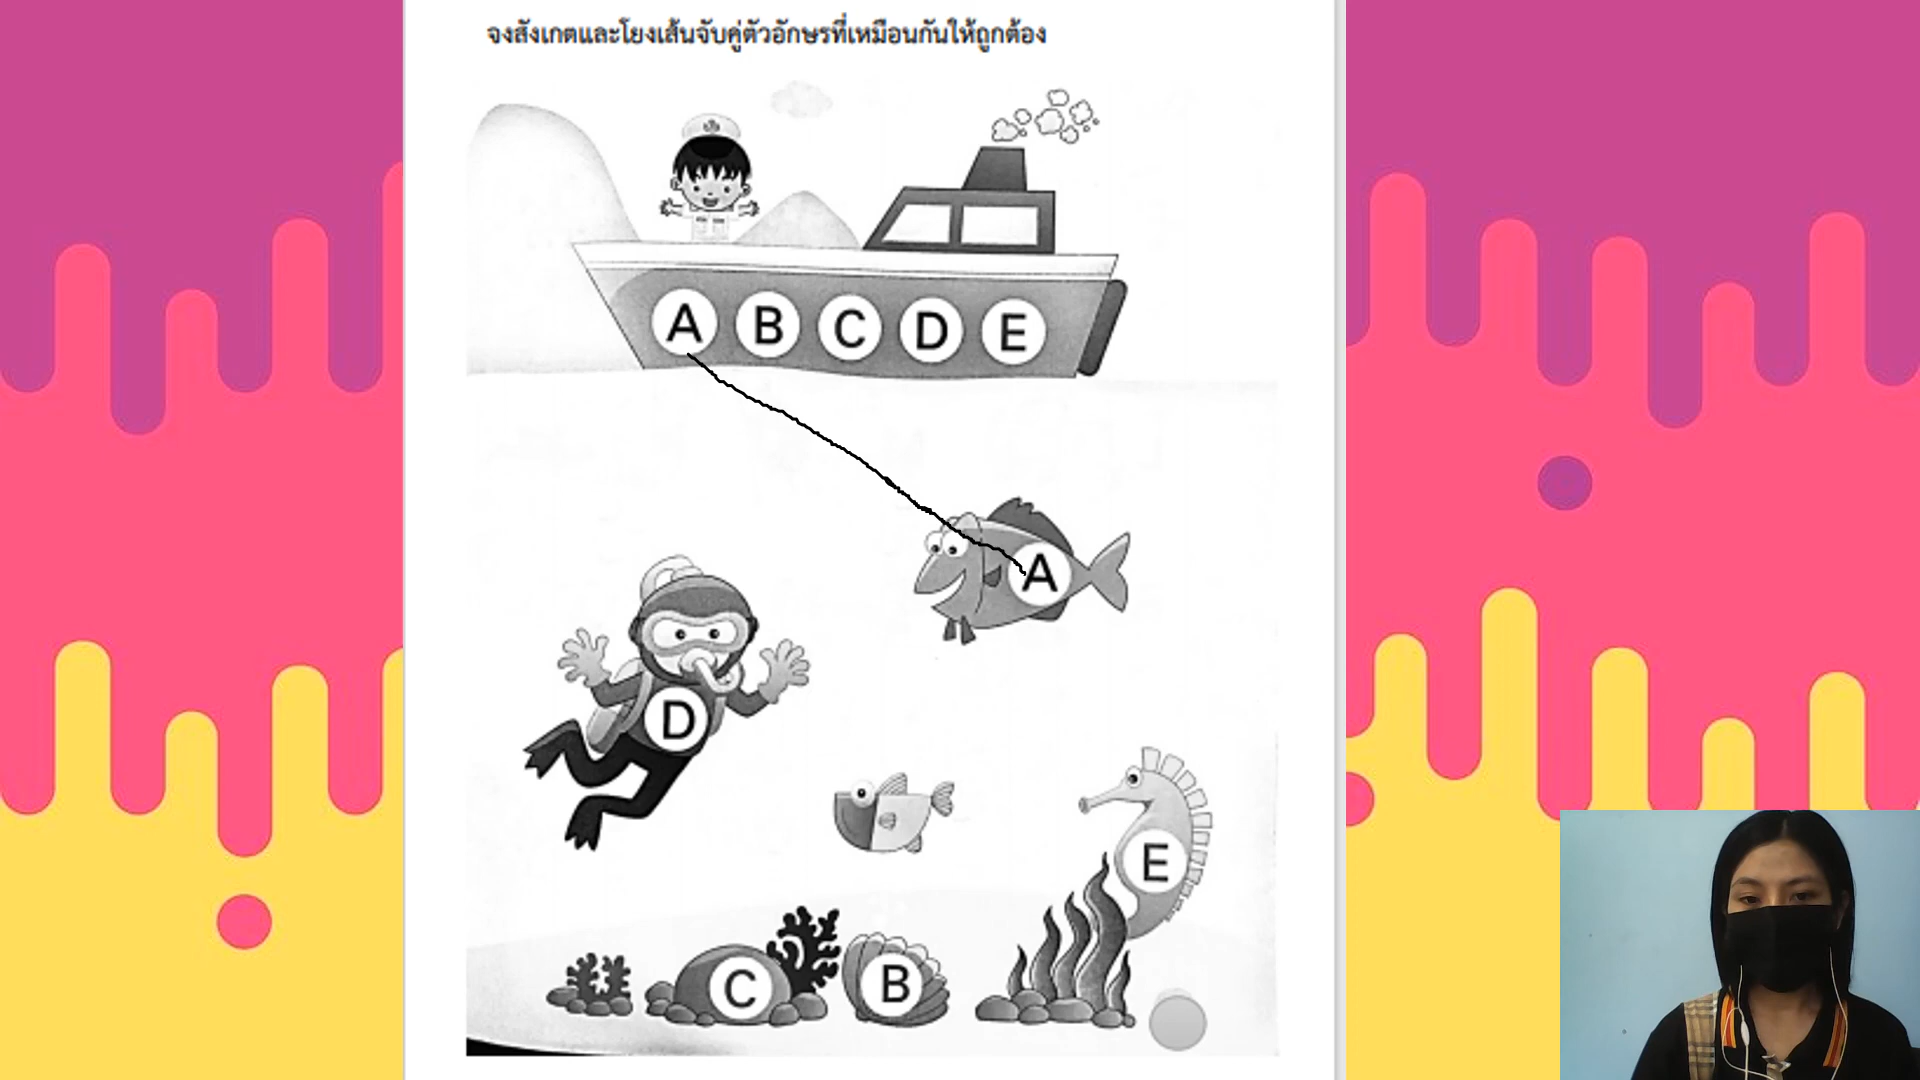 จงสังเกตและโยงเส้นจับคู่ตัวอักษรที่เหมือนกันให้ถูกต้อง
A B C D E
A
D
E
C B